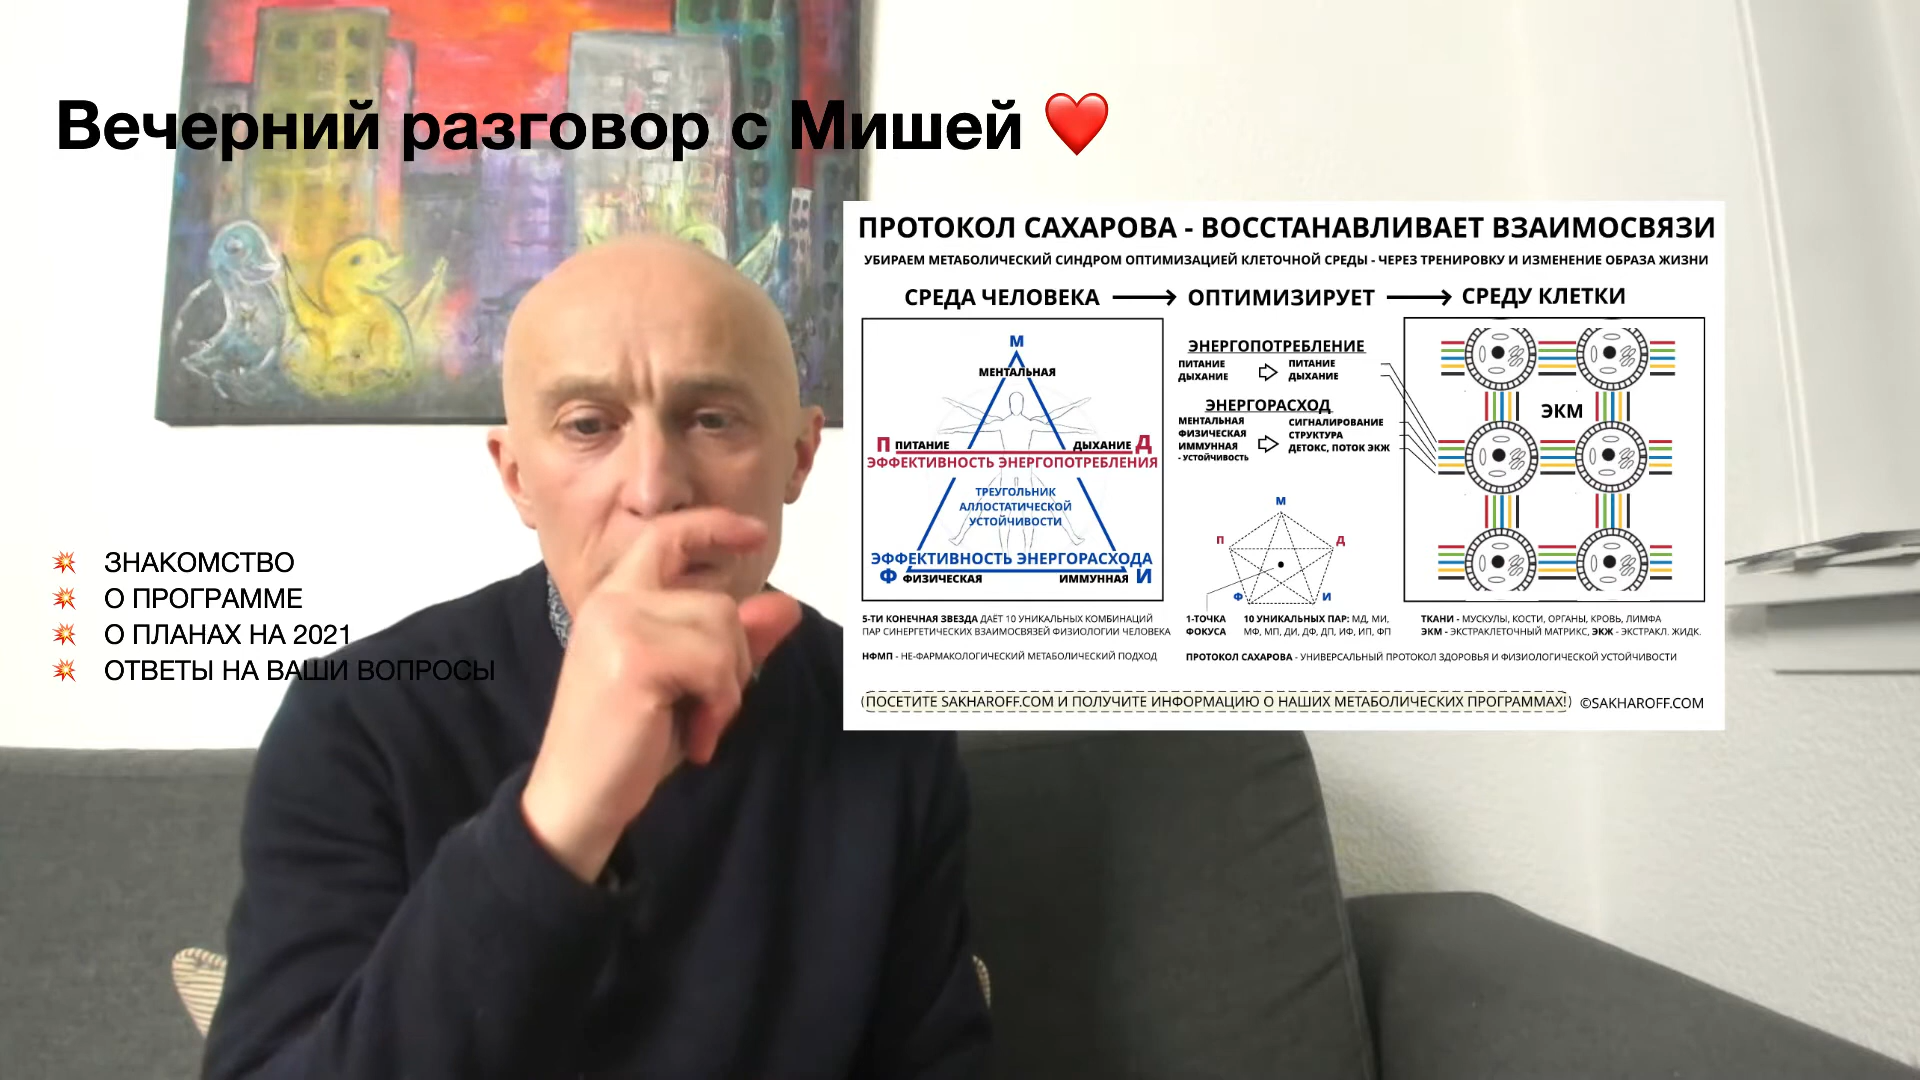 Вечерний разговор с Мишей ❤️
ПРОТОКОЛ САХАРОВА - ВОССТАНАВЛИВАЕТ ВЗАИМОСВЯЗИ
УБИРАЕМ МЕТАБОЛИЧЕСКИЙ СИНДРОМ ОПТИМИЗАЦИЕЙ КЛЕТОЧНОЙ СРЕДЫ - ЧЕРЕЗ ТРЕНИРОВКУ И ИЗМЕНЕНИЕ ОБРАЗА ЖИЗНИ
СРЕДА ЧЕЛОВЕКА → ОПТИМИЗИРУЕТ → СРЕДУ КЛЕТКИ
М
МЕНТАЛЬНАЯ
П ПИТАНИЕ
ДЫХАНИЕ Д
ЭФФЕКТИВНОСТЬ ЭНЕРГОПОТРЕБЛЕНИЯ
ТРЕУГОЛЬНИК
АЛЛОСТАТИЧЕСКОЙ
УСТОЙЧИВОСТИ
ЭФФЕКТИВНОСТЬ ЭНЕРГОРАСХОДА
Ф ФИЗИЧЕСКАЯ
ИММУННАЯ И
ЭНЕРГОПОТРЕБЛЕНИЕ
ПИТАНИЕ
ДЫХАНИЕ
ПИТАНИЕ
ДЫХАНИЕ
ЭНЕРГОРАСХОД
МЕНТАЛЬНАЯ
ФИЗИЧЕСКАЯ
ИММУННАЯ
- УСТОЙЧИВОСТЬ
СИГНАЛИРОВАНИЕ
СТРУКТУРА
ДЕТОКС, ПОТОК ЭКЖ
М
П
Д
Ф
И
ЭКМ
5-ТИ КОНЕЧНАЯ ЗВЕЗДА ДАЁТ 10 УНИКАЛЬНЫХ КОМБИНАЦИЙ
ПАР СИНЕРГЕТИЧЕСКИХ ВЗАИМОСВЯЗЕЙ ФИЗИОЛОГИИ ЧЕЛОВЕКА
1-ТОЧКА
ФОКУСА
10 УНИКАЛЬНЫХ ПАР: МД, МИ,
МФ, МП, ДИ, ДФ, ДП, ИФ, ИП, ФП
ТКАНИ - МУСКУЛЫ, КОСТИ, ОРГАНЫ, КРОВЬ, ЛИМФА
ЭКМ - ЭКСТРАКЛЕТОЧНЫЙ МАТРИКС, ЭКЖ - ЭКСТРАКЛ. ЖИДК.
НФМП - НЕ-ФАРМАКОЛОГИЧЕСКИЙ МЕТАБОЛИЧЕСКИЙ ПОДХОД
ПРОТОКОЛ САХАРОВА - УНИВЕРСАЛЬНЫЙ ПРОТОКОЛ ЗДОРОВЬЯ И ФИЗИОЛОГИЧЕСКОЙ УСТОЙЧИВОСТИ
(ПОСЕТИТЕ SAKHAROFF.COM И ПОЛУЧИТЕ ИНФОРМАЦИЮ О НАШИХ МЕТАБОЛИЧЕСКИХ ПРОГРАММАХ!) ©SAKHAROFF.COM
💥 ЗНАКОМСТВО
💥 О ПРОГРАММЕ
💥 О ПЛАНАХ НА 2021
💥 ОТВЕТЫ НА ВАШИ ВОПРОСЫ